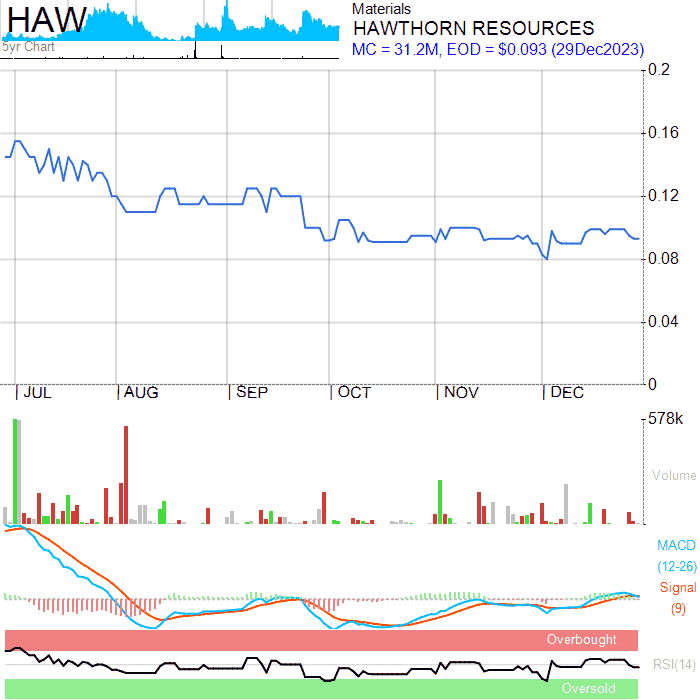 HAW
5yr Chart
Materials
HAWTHORN RESOURCES
MC = 31.2M, EOD = $0.093 (29Dec2023)
0.2
0.16
0.12
0.08
0.04
0
JUL AUG SEP OCT NOV DEC
578k
Volume
MACD
(12-26)
Signal
(9)
Overbought
RSI(14)
Oversold